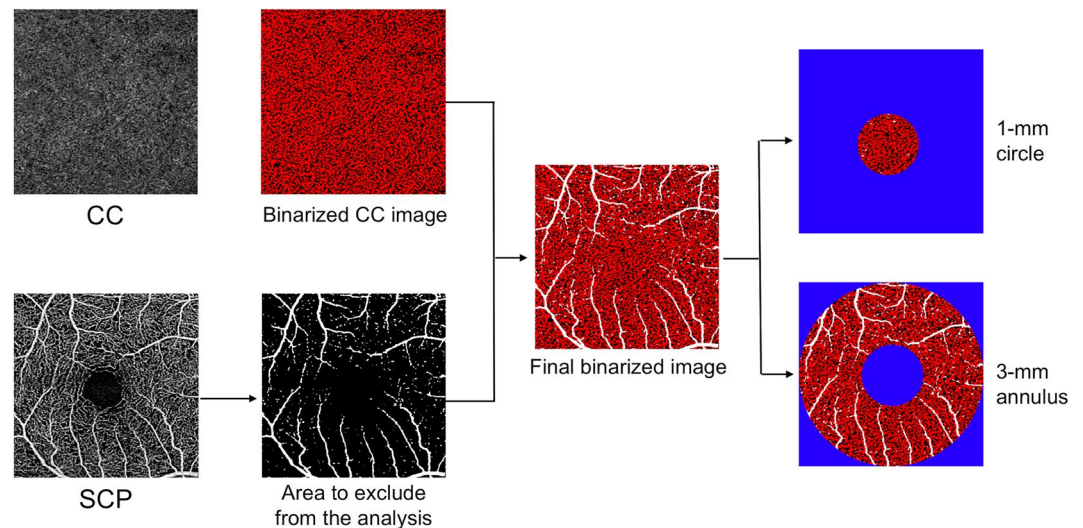 CC
Binarized CC image
SCP
Area to exclude
from the analysis
Final binarized image
1-mm
circle
3-mm
annulus